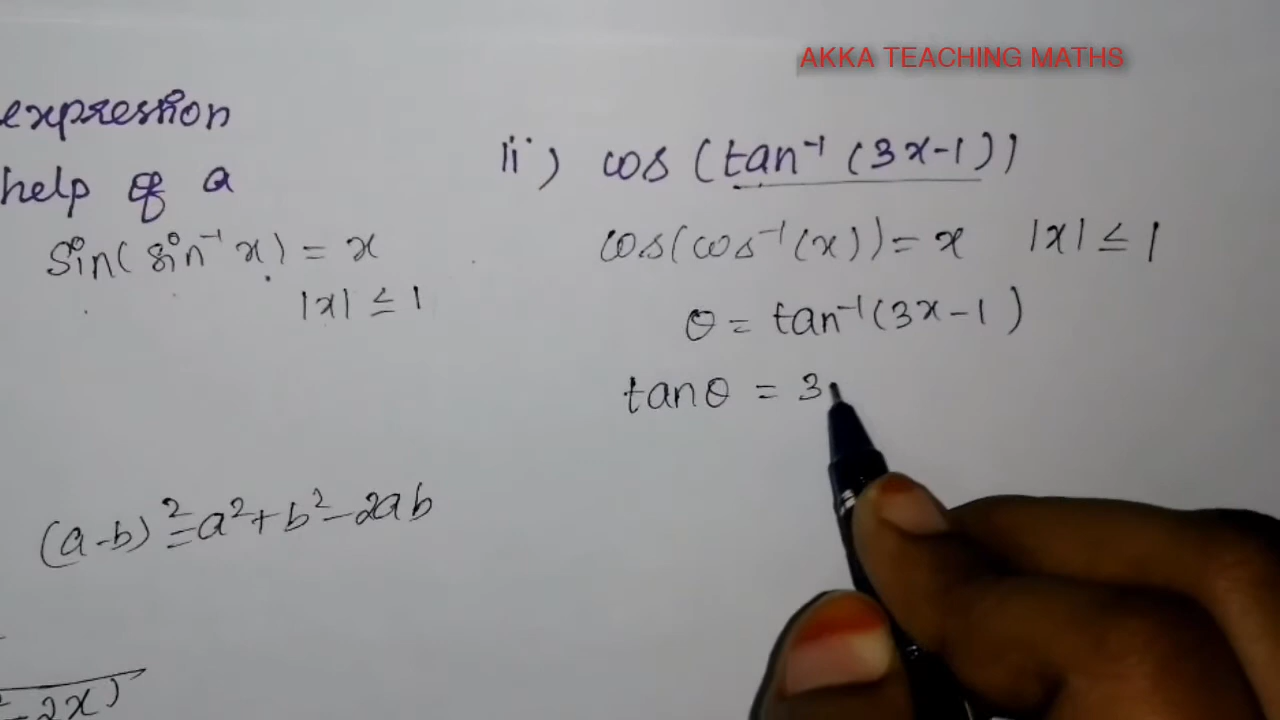 AKKA TEACHING MATHS
expression
help of a
sin(sin⁻¹ x) = x
|x| ≤ 1
(a-b)² = a² + b² - 2ab
- 2x)
ii) cos (tan⁻¹ (3x-1))
cos(cos⁻¹(x)) = x |x| ≤ 1
θ = tan⁻¹(3x-1)
tanθ = 3